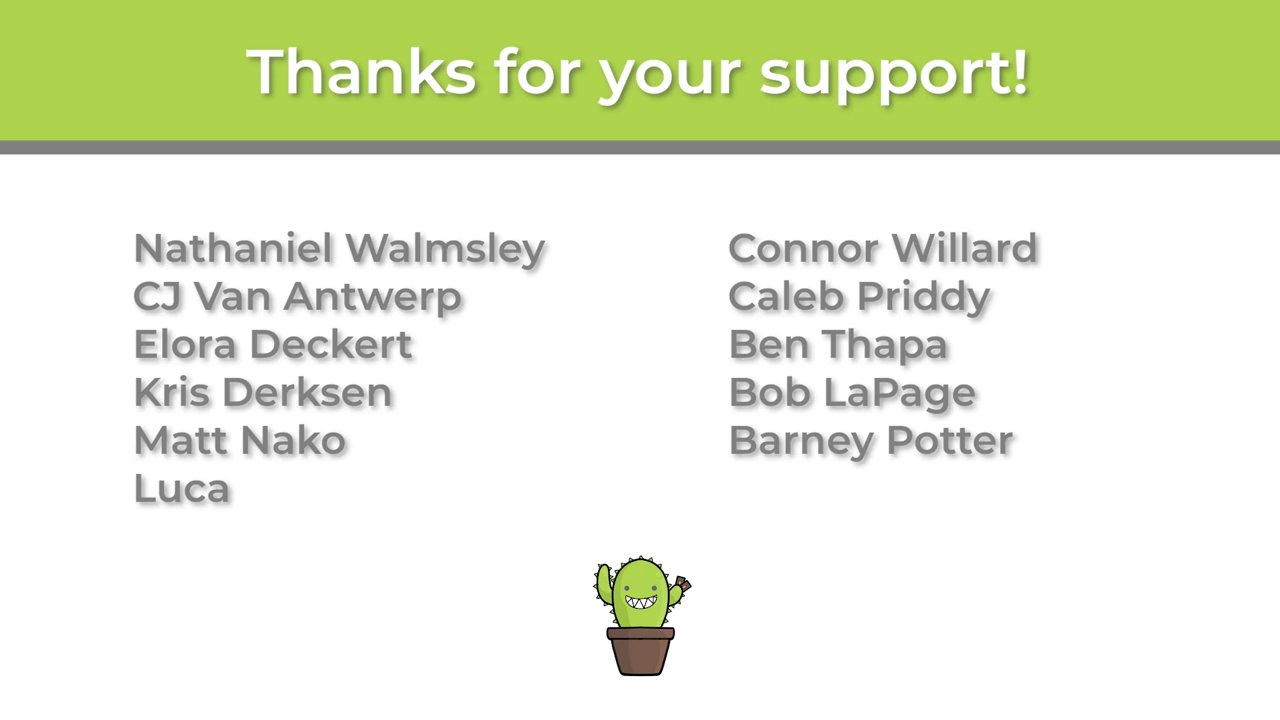 Thanks for your support!
Nathaniel Walmsley
CJ Van Antwerp
Elora Deckert
Kris Derksen
Matt Nako
Luca
Connor Willard
Caleb Priddy
Ben Thapa
Bob LaPage
Barney Potter